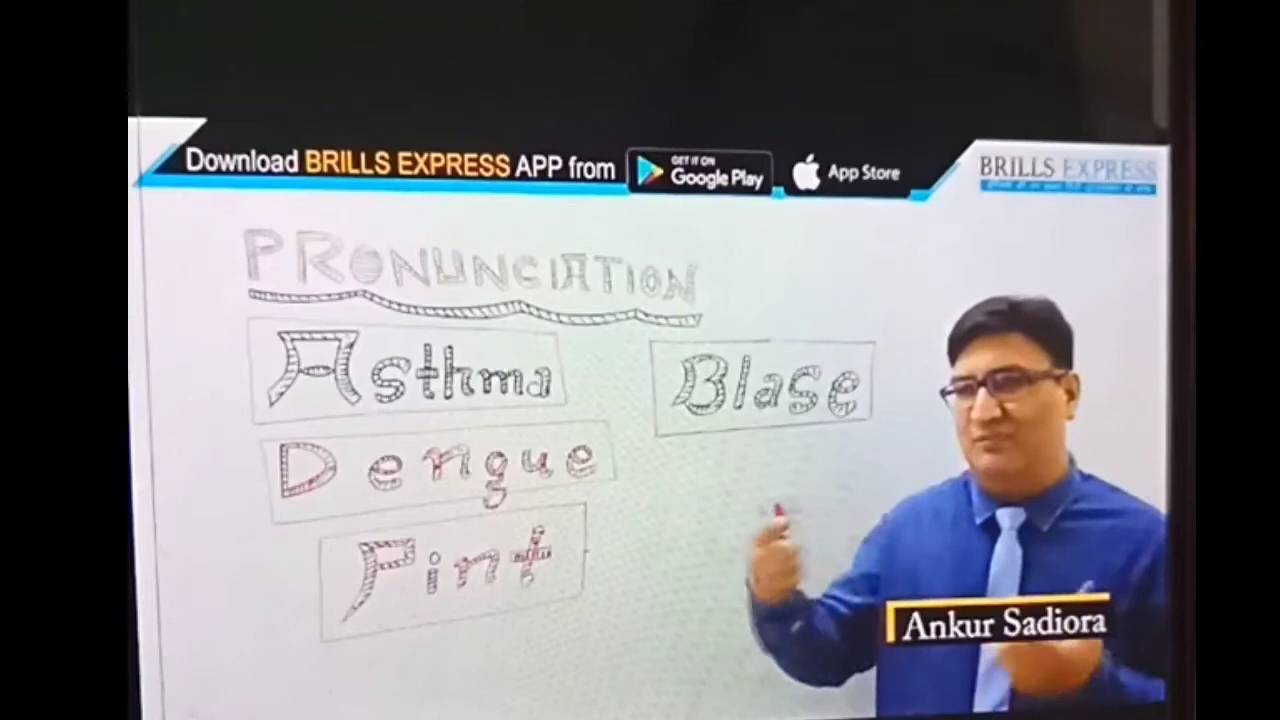 Download BRILLS EXPRESS APP from
GET IT ON
Google Play
App Store
BRILLS EXPRESS
PRONUNCIATION
Asthma
Blase
Dengue
Pint
Ankur Sadiora